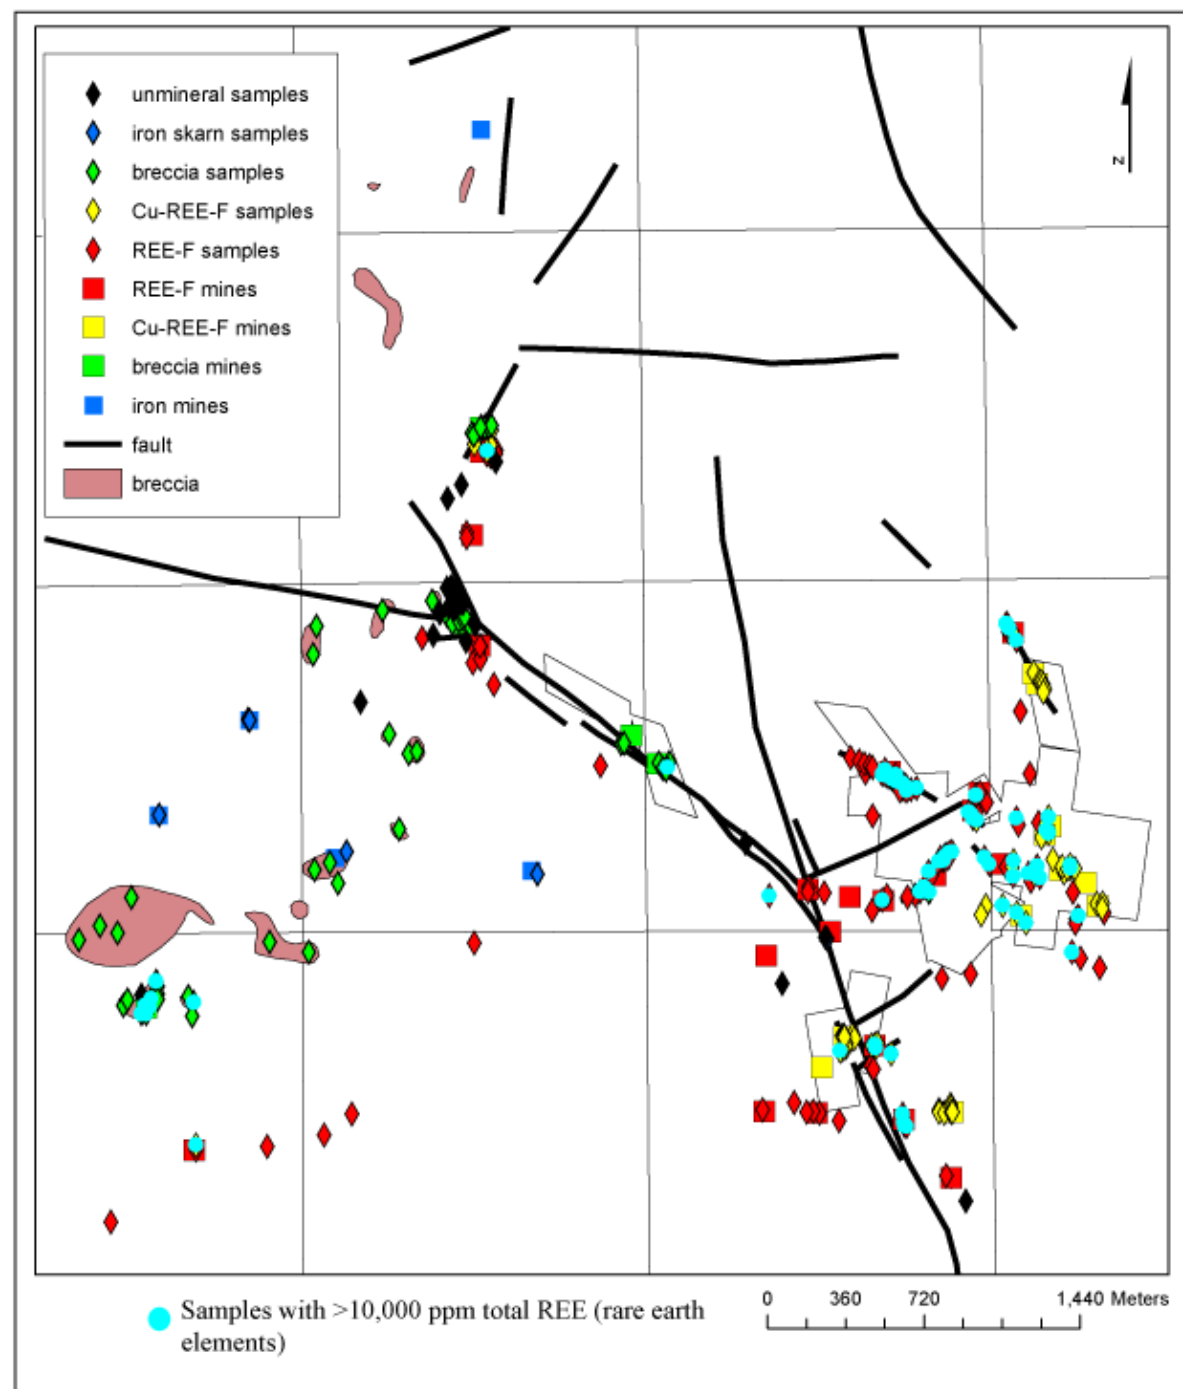 unmineral samples
iron skarn samples
breccia samples
Cu-REE-F samples
REE-F samples
REE-F mines
Cu-REE-F mines
breccia mines
iron mines
fault
breccia
N
Samples with >10,000 ppm total REE (rare earth
elements)
0 360 720 1,440 Meters